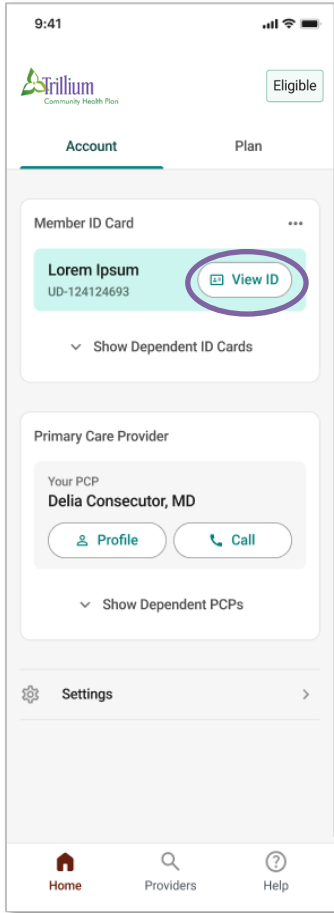 9:41
Trillium
Community Health Plan
Eligible
Account
Plan
Member ID Card
Lorem Ipsum
UD-124124693
View ID
Show Dependent ID Cards
Primary Care Provider
Your PCP
Delia Consecutor, MD
Profile
Call
Show Dependent PCPs
Settings
Home
Providers
Help